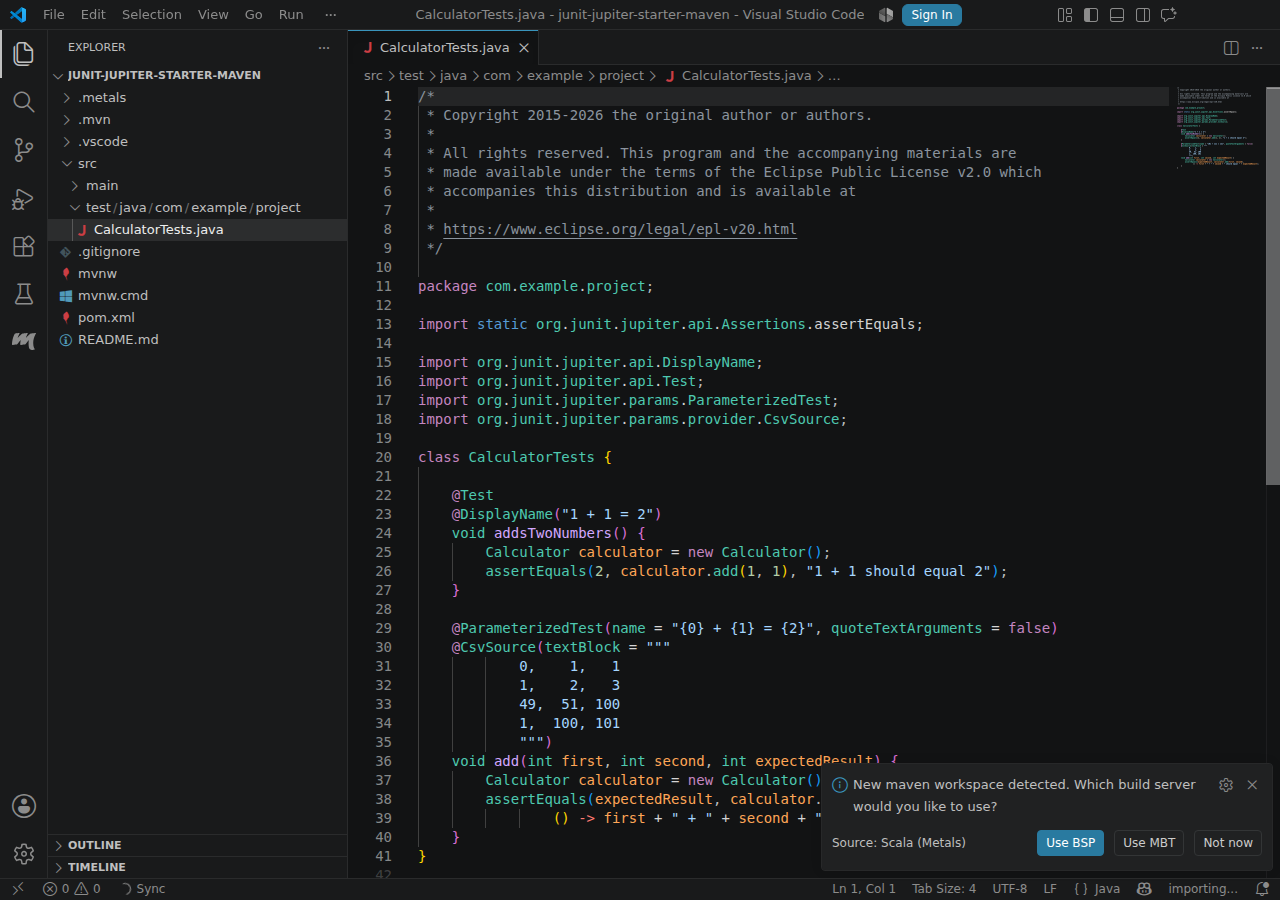 File Edit Selection View Go Run ··· CalculatorTests.java - junit-jupiter-starter-maven - Visual Studio Code Sign In
EXPLORER
JUNIT-JUPITER-STARTER-MAVEN
.metals
.mvn
.vscode
src
main
test/java/com/example/project
CalculatorTests.java
.gitignore
mvnw
mvnw.cmd
pom.xml
README.md
OUTLINE
TIMELINE
CalculatorTests.java
src > test > java > com > example > project > CalculatorTests.java > ...
1 /*
2  * Copyright 2015-2026 the original author or authors.
3  *
4  * All rights reserved. This program and the accompanying materials are
5  * made available under the terms of the Eclipse Public License v2.0 which
6  * accompanies this distribution and is available at
7  *
8  * https://www.eclipse.org/legal/epl-v20.html
9  */
10
11 package com.example.project;
12
13 import static org.junit.jupiter.api.Assertions.assertEquals;
14
15 import org.junit.jupiter.api.DisplayName;
16 import org.junit.jupiter.api.Test;
17 import org.junit.jupiter.params.ParameterizedTest;
18 import org.junit.jupiter.params.provider.CsvSource;
19
20 class CalculatorTests {
21
22     @Test
23     @DisplayName("1 + 1 = 2")
24     void addsTwoNumbers() {
25         Calculator calculator = new Calculator();
26         assertEquals(2, calculator.add(1, 1), "1 + 1 should equal 2");
27     }
28
29     @ParameterizedTest(name = "{0} + {1} = {2}", quoteTextArguments = false)
30     @CsvSource(textBlock = """
31             0,    1,   1
32             1,    2,   3
33             49,  51, 100
34             1,  100, 101
35             """)
36     void add(int first, int second, int expectedResult) {
37         Calculator calculator = new Calculator()
38         assertEquals(expectedResult, calculator.
39                 () -> first + " + " + second + "
40     }
41 }
42
New maven workspace detected. Which build server
would you like to use?
Source: Scala (Metals) Use BSP Use MBT Not now
0 0 Sync Ln 1, Col 1 Tab Size: 4 UTF-8 LF { } Java importing...